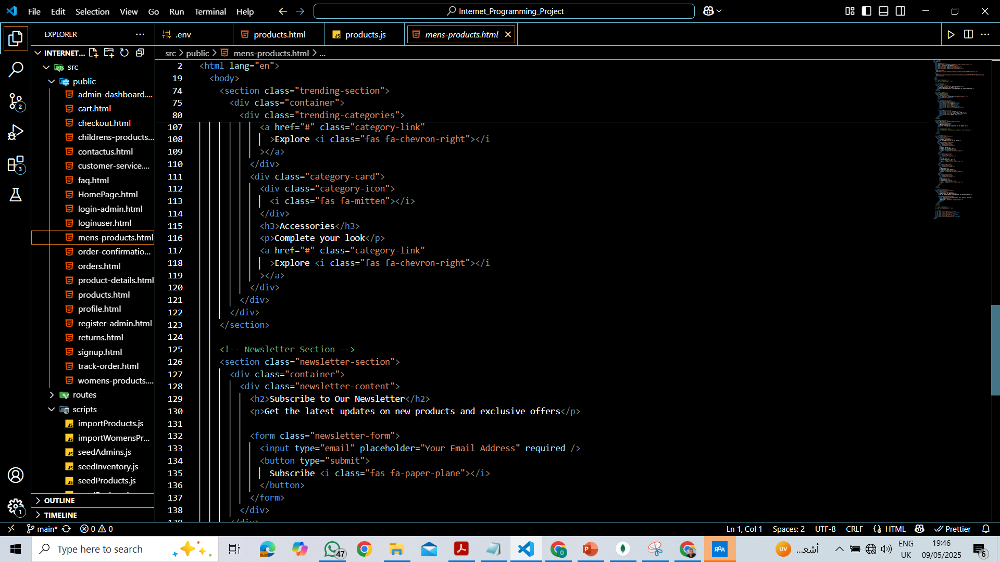 File Edit Selection View Go Run Terminal Help
Internet_Programming_Project
EXPLORER
INTERNET...
src
public
admin-dashboard....
cart.html
checkout.html
childrens-products...
contactus.html
customer-service....
faq.html
HomePage.html
login-admin.html
loginuser.html
mens-products.html
order-confirmatio...
orders.html
product-details.html
products.html
profile.html
register-admin.html
returns.html
signup.html
track-order.html
womens-products....
routes
scripts
importProducts.js
importWomensPr...
seedAdmins.js
seedInventory.js
seedProducts.js
OUTLINE
TIMELINE
2
3
1
.env products.html products.js mens-products.html
src > public > mens-products.html > ...
2 <html lang="en">
19 <body>
74 <section class="trending-section">
75 <div class="container">
80 <div class="trending-categories">
107 <a href="#" class="category-link"
108 >Explore <i class="fas fa-chevron-right"></i
109 ></a>
110 </div>
111 <div class="category-card">
112 <div class="category-icon">
113 <i class="fas fa-mitten"></i>
114 </div>
115 <h3>Accessories</h3>
116 <p>Complete your look</p>
117 <a href="#" class="category-link"
118 >Explore <i class="fas fa-chevron-right"></i
119 ></a>
120 </div>
121 </div>
122 </div>
123 </section>
124
125 <!-- Newsletter Section -->
126 <section class="newsletter-section">
127 <div class="container">
128 <div class="newsletter-content">
129 <h2>Subscribe to Our Newsletter</h2>
130 <p>Get the latest updates on new products and exclusive offers</p>
131
132 <form class="newsletter-form">
133 <input type="email" placeholder="Your Email Address" required />
134 <button type="submit">
135 Subscribe <i class="fas fa-paper-plane"></i>
136 </button>
137 </form>
138 </div>
139 </div>
main* 0 0 Ln 1, Col 1 Spaces: 2 UTF-8 CRLF HTML Prettier
Type here to search
47
UV
أشعـ...
ENG
UK
19:46
09/05/2025
6